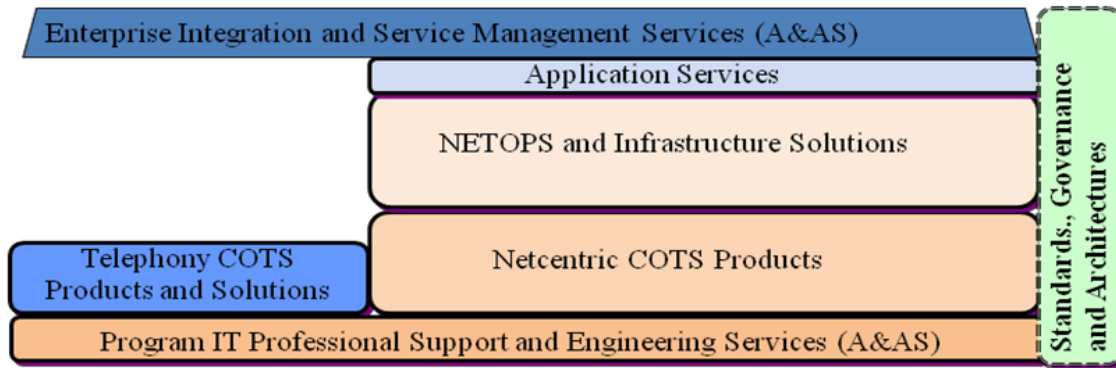 Enterprise Integration and Service Management Services (A&AS)
Application Services
NETOPS and Infrastructure Solutions
Telephony COTS
Products and Solutions
Netcentric COTS Products
Program IT Professional Support and Engineering Services (A&AS)
Standards., Governance
and Architectures